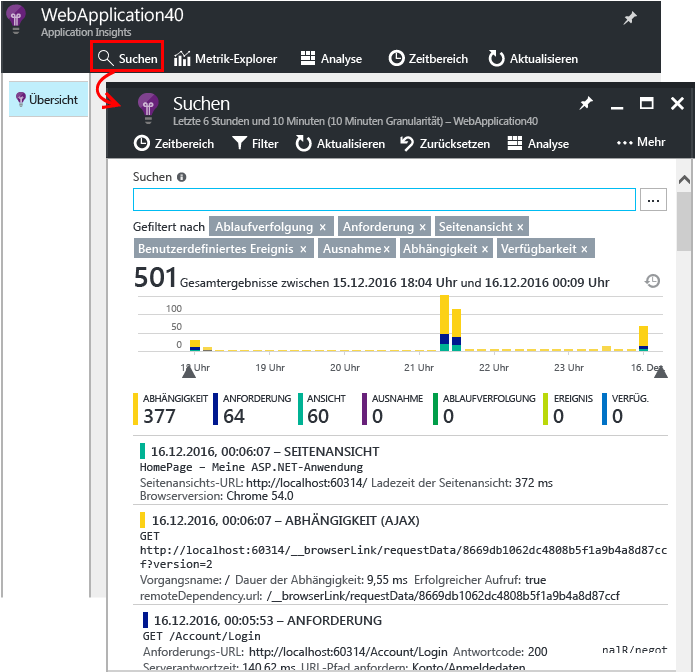 WebApplication40
Application Insights
Suchen Metrik-Explorer Analyse Zeitbereich Aktualisieren
Übersicht
Suchen
Letzte 6 Stunden und 10 Minuten (10 Minuten Granularität) – WebApplication40
Zeitbereich Filter Aktualisieren Zurücksetzen Analyse ••• Mehr
Suchen
...
Gefiltert nach Ablaufverfolgung × Anforderung × Seitenansicht ×
Benutzerdefiniertes Ereignis × Ausnahme × Abhängigkeit × Verfügbarkeit ×
501 Gesamtergebnisse zwischen 15.12.2016 18:04 Uhr und 16.12.2016 00:09 Uhr
100
50
0
18 Uhr 19 Uhr 20 Uhr 21 Uhr 22 Uhr 23 Uhr 16. Dez
ABHÄNGIGKEIT ANFORDERUNG ANSICHT AUSNAHME ABLAUFVERFOLGUNG EREIGNIS VERFÜG.
377 64 60 0 0 0 0
16.12.2016, 00:06:07 – SEITENANSICHT
HomePage – Meine ASP.NET-Anwendung
Seitenansichts-URL: http://localhost:60314/ Ladezeit der Seitenansicht: 372 ms
Browserversion: Chrome 54.0
16.12.2016, 00:06:07 – ABHÄNGIGKEIT (AJAX)
GET
http://localhost:60314/__browserLink/requestData/8669db1062dc4808b5f1a9b4a8d87cc
f?version=2
Vorgangsname: / Dauer der Abhängigkeit: 9,55 ms Erfolgreicher Aufruf: true
remoteDependency.url: /__browserLink/requestData/8669db1062dc4808b5f1a9b4a8d87ccf
16.12.2016, 00:05:53 – ANFORDERUNG
GET /Account/Login
Anforderungs-URL: http://localhost:60314/Account/Login Antwortcode: 200 nalR/negot
Serverantwortzeit: 140,62 ms URL-Pfad anfordern: Konto/Anmeldedaten